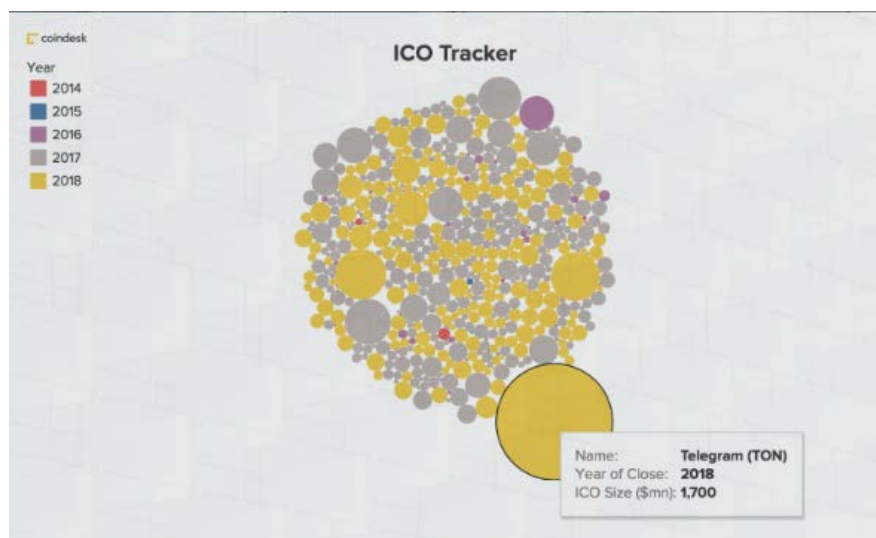 coindesk
ICO Tracker
Year
2014
2015
2016
2017
2018
Name: Telegram (TON)
Year of Close: 2018
ICO Size ($mn): 1,700